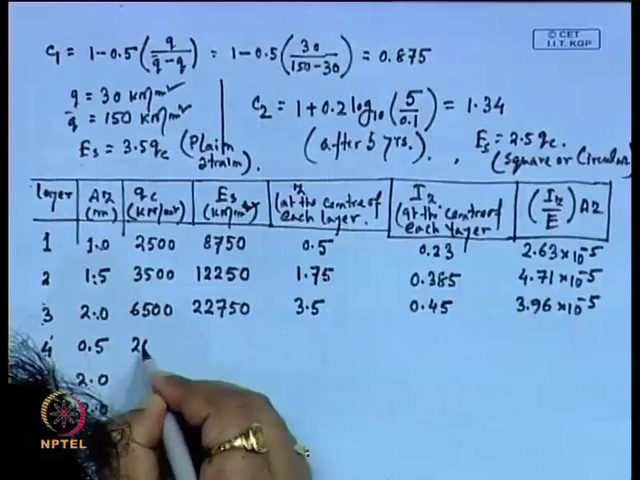 C1 = 1-0.5(q/q̄-q) = 1-0.5(30/150-30) = 0.875
© CET
I.I.T. KGP
q = 30 KN/m²
q̄ = 150 KN/m²
Es = 3.5qc (Plain strain).
C2 = 1+0.2log10(5/0.1) = 1.34
(after 5 yrs.).
, Es = 2.5qc.
(Square or Circular)
layer ΔZ (m) qc (KN/m²) Es (KN/m²) Z (at the centre of each layer. Iz (at the centre of each layer (Iz/E)ΔZ
1 1.0 2500 8750 0.5 0.23 2.63×10⁻⁵
2 1.5 3500 12250 1.75 0.385 4.71×10⁻⁵
3 2.0 6500 22750 3.5 0.45 3.96×10⁻⁵
4 0.5 2
2.0
NPTEL